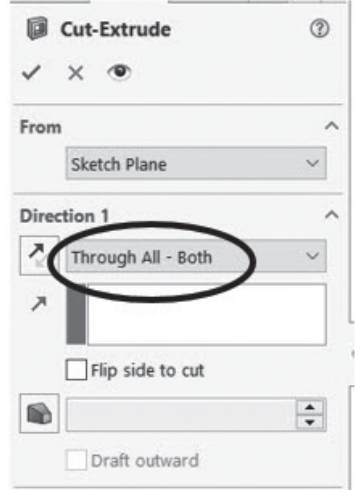 Cut-Extrude
From
Sketch Plane
Direction 1
Through All - Both
Flip side to cut
Draft outward